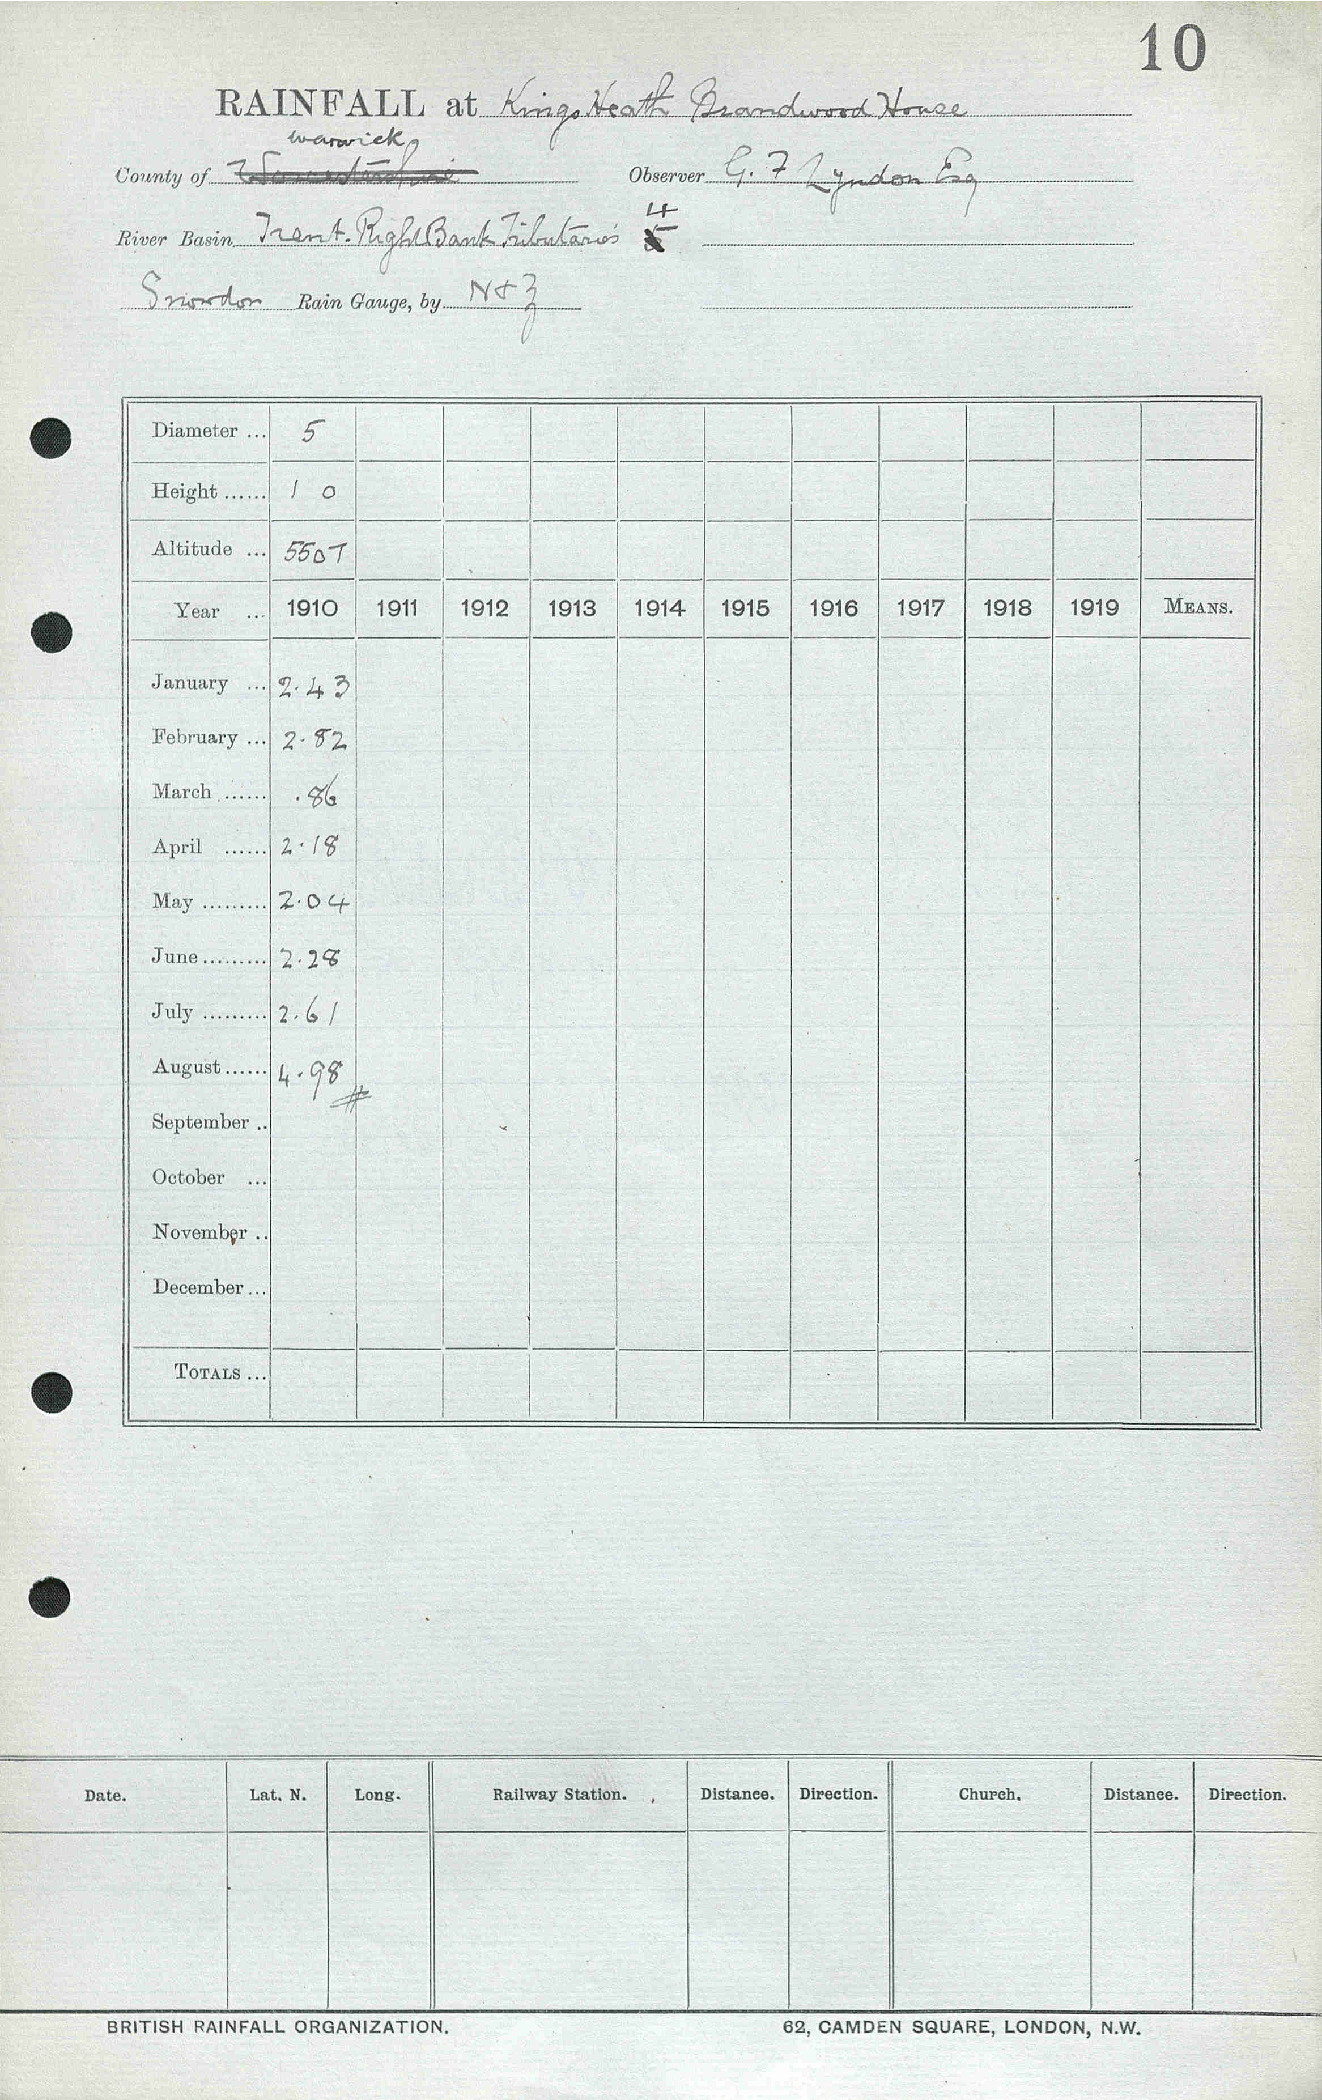 10
RAINFALL at Kings Heath Brandwood House
Warwick
County of Worcestershire Observer G. F Lyndon Esq
River Basin Trent. Right Bank Tributaries 4
Snowdon Rain Gauge, by N & Z
Diameter ... 5
Height ...... 1 0
Altitude ... 550T
Year ... 1910 1911 1912 1913 1914 1915 1916 1917 1918 1919 MEANS.
January ... 2.43
February ... 2.82
March ...... .86
April ...... 2.18
May ......... 2.04
June ......... 2.28
July ......... 2.61
August ...... 4.98
September ..
October ...
November ..
December ...
TOTALS ...
Date. Lat. N. Long. Railway Station. Distance. Direction. Church. Distance. Direction.
BRITISH RAINFALL ORGANIZATION. 62, CAMDEN SQUARE, LONDON, N.W.